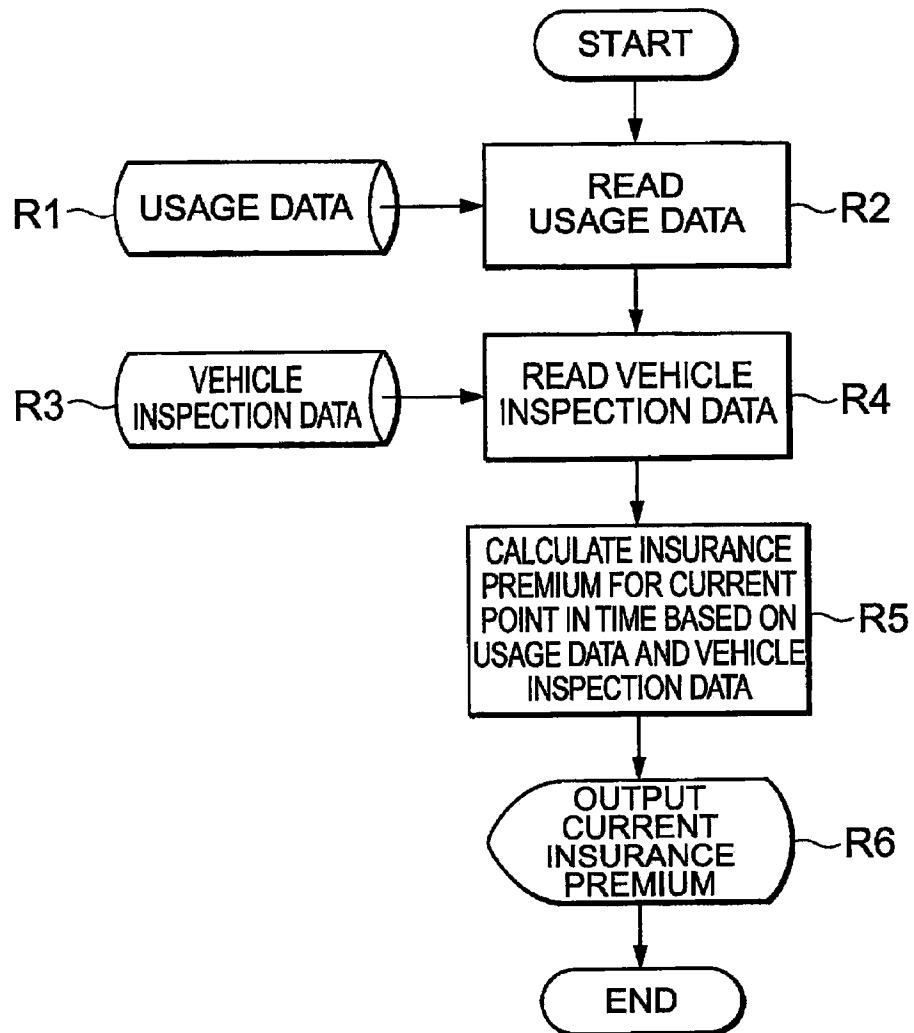 START
R1
USAGE DATA
READ
USAGE DATA
R2
R3
VEHICLE
INSPECTION DATA
READ VEHICLE
INSPECTION DATA
R4
CALCULATE INSURANCE
PREMIUM FOR CURRENT
POINT IN TIME BASED ON
USAGE DATA AND VEHICLE
INSPECTION DATA
R5
OUTPUT
CURRENT
INSURANCE
PREMIUM
R6
END